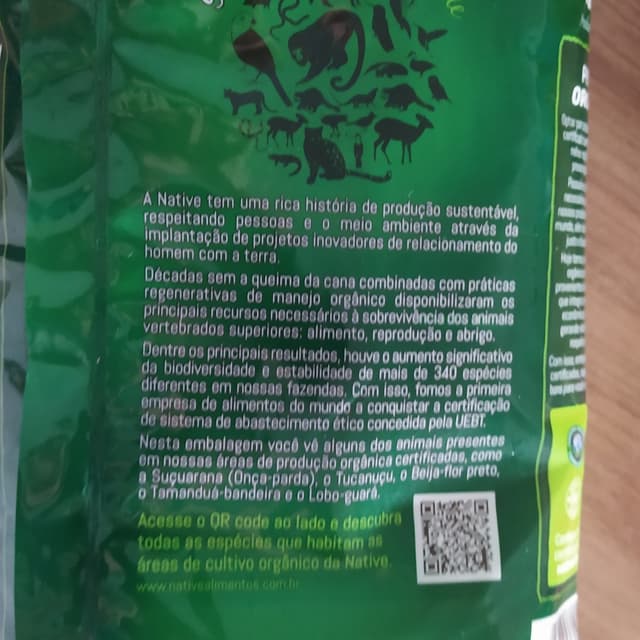 A Native tem uma rica história de produção sustentável,
respeitando pessoas e o meio ambiente através da
implantação de projetos inovadores de relacionamento do
homem com a terra.
Décadas sem a queima da cana combinadas com práticas
regenerativas de manejo orgânico disponibilizaram os
principais recursos necessários à sobrevivência dos animais
vertebrados superiores: alimento, reprodução e abrigo.
Dentre os principais resultados, houve o aumento significativo
da biodiversidade e estabilidade de mais de 340 espécies
diferentes em nossas fazendas. Com isso, fomos a primeira
empresa de alimentos do mundo a conquistar a certificação
de sistema de abastecimento ético concedida pela UEBT.
Nesta embalagem você vê alguns dos animais presentes
em nossas áreas de produção orgânica certificadas, como
a Suçuarana (Onça-parda), o Tucanuçu, o Beija-flor preto,
o Tamanduá-bandeira e o Lobo-guará.
Acesse o QR code ao lado e descubra
todas as espécies que habitam as
áreas de cultivo orgânico da Native.
www.nativealimentos.com.br